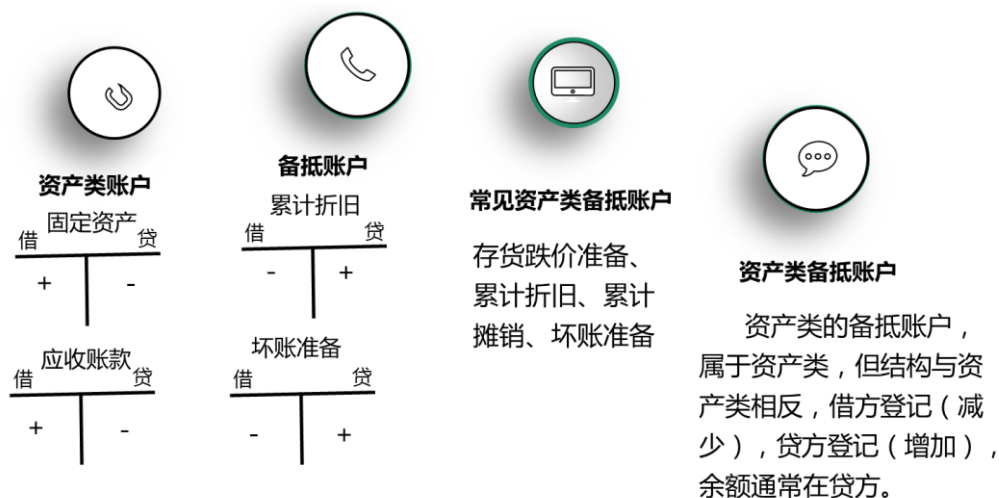 资产类账户
固定资产
借 贷
+ -
应收账款
借 贷
+ -
备抵账户
累计折旧
借 贷
- +
坏账准备
借 贷
- +
常见资产类备抵账户
存货跌价准备、
累计折旧、累计
摊销、坏账准备
资产类备抵账户
资产类的备抵账户，
属于资产类，但结构与资
产类相反，借方登记（减
少），贷方登记（增加），
余额通常在贷方。